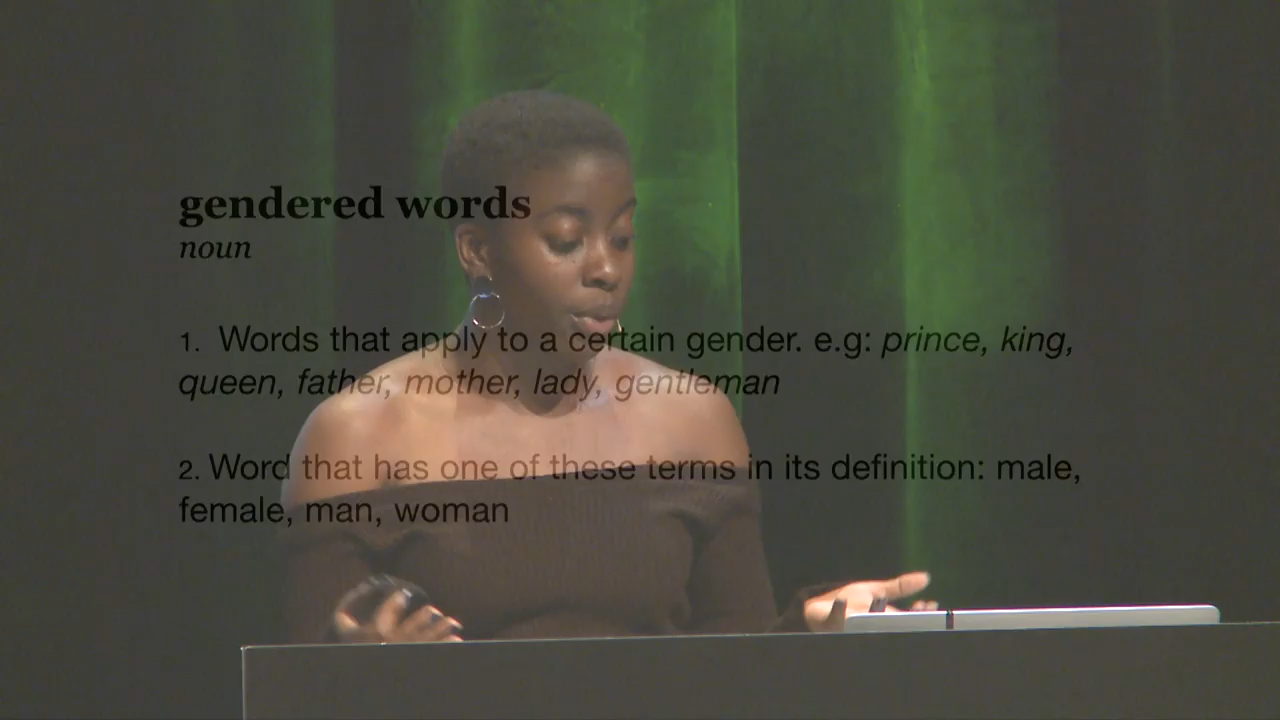 gendered words
noun
1. Words that apply to a certain gender. e.g: prince, king,
queen, father, mother, lady, gentleman
2. Word that has one of these terms in its definition: male,
female, man, woman